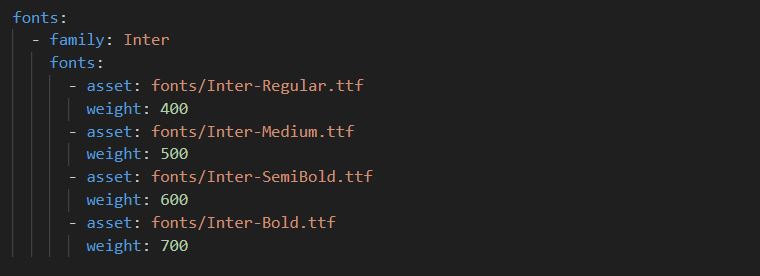 fonts:
  - family: Inter
    fonts:
      - asset: fonts/Inter-Regular.ttf
        weight: 400
      - asset: fonts/Inter-Medium.ttf
        weight: 500
      - asset: fonts/Inter-SemiBold.ttf
        weight: 600
      - asset: fonts/Inter-Bold.ttf
        weight: 700